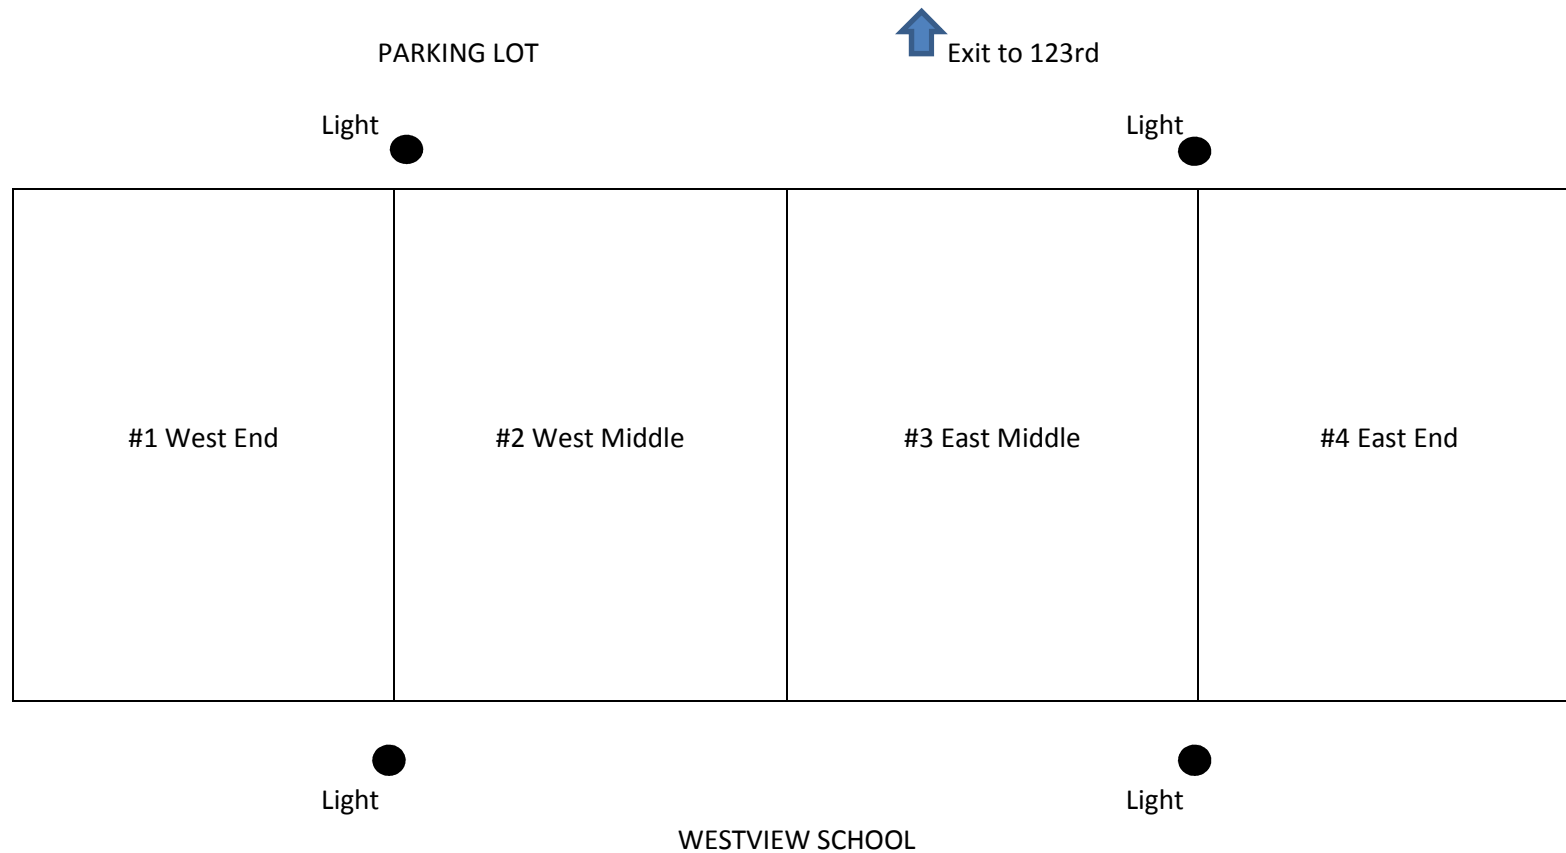 PARKING LOT
Exit to 123rd
Light
Light
#1 West End
#2 West Middle
#3 East Middle
#4 East End
Light
Light
WESTVIEW SCHOOL